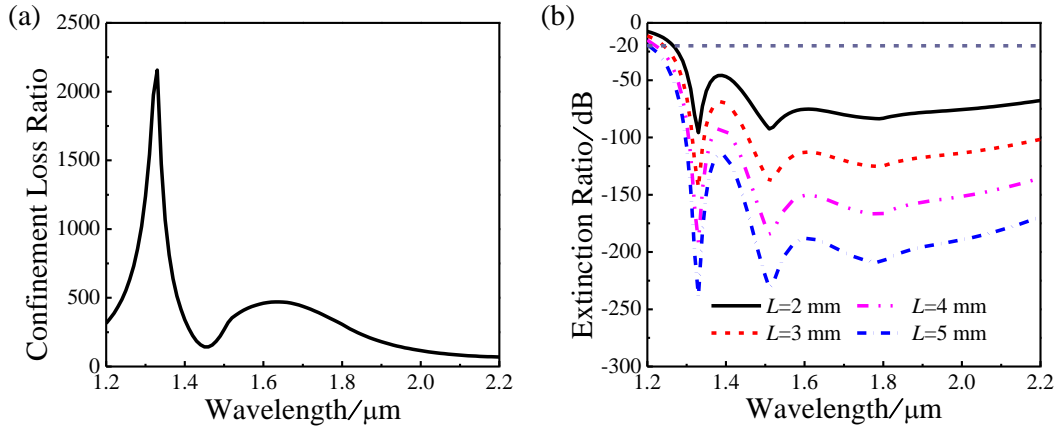 (a)
2500
2000
1500
1000
500
0
Confinement Loss Ratio
1.2 1.4 1.6 1.8 2.0 2.2
Wavelength/μm
(b)
0
-20
-50
-100
-150
-200
-250
-300
Extinction Ratio/dB
L=2 mm L=4 mm
L=3 mm L=5 mm
1.2 1.4 1.6 1.8 2.0 2.2
Wavelength/μm